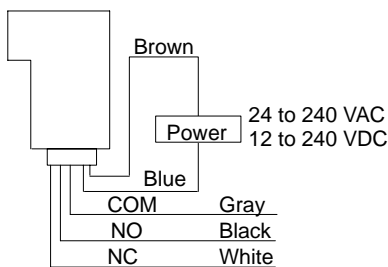 Brown
24 to 240 VAC
Power
12 to 240 VDC
Blue
COM Gray
NO Black
NC White